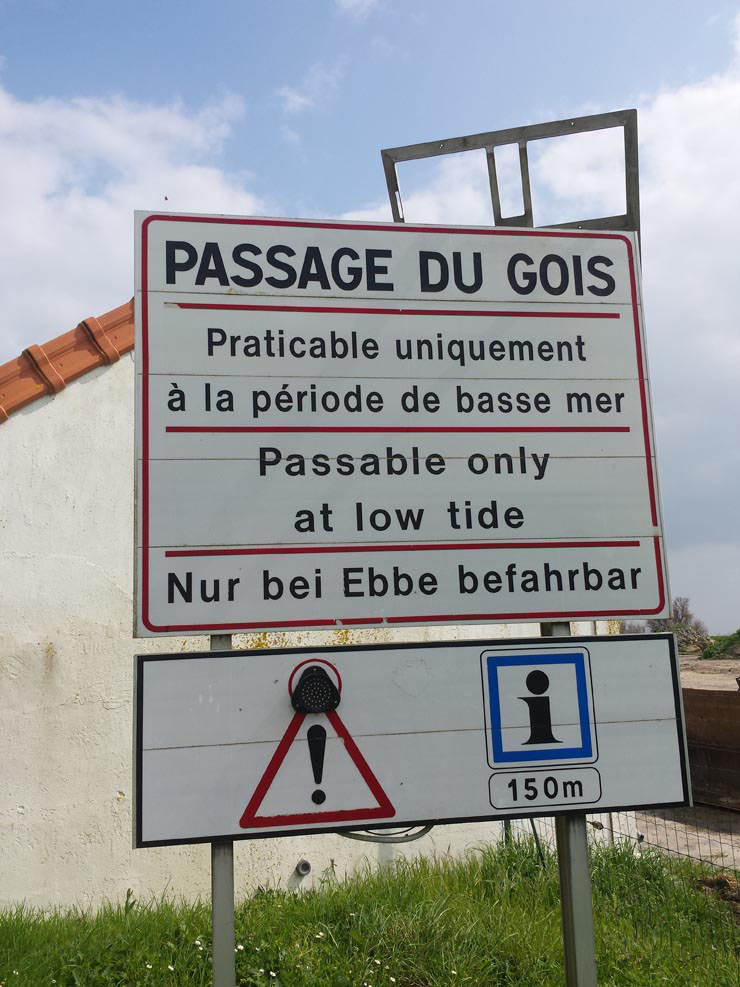 PASSAGE DU GOIS
Praticable uniquement
à la période de basse mer
Passable only
at low tide
Nur bei Ebbe befahrbar
!
i
150m